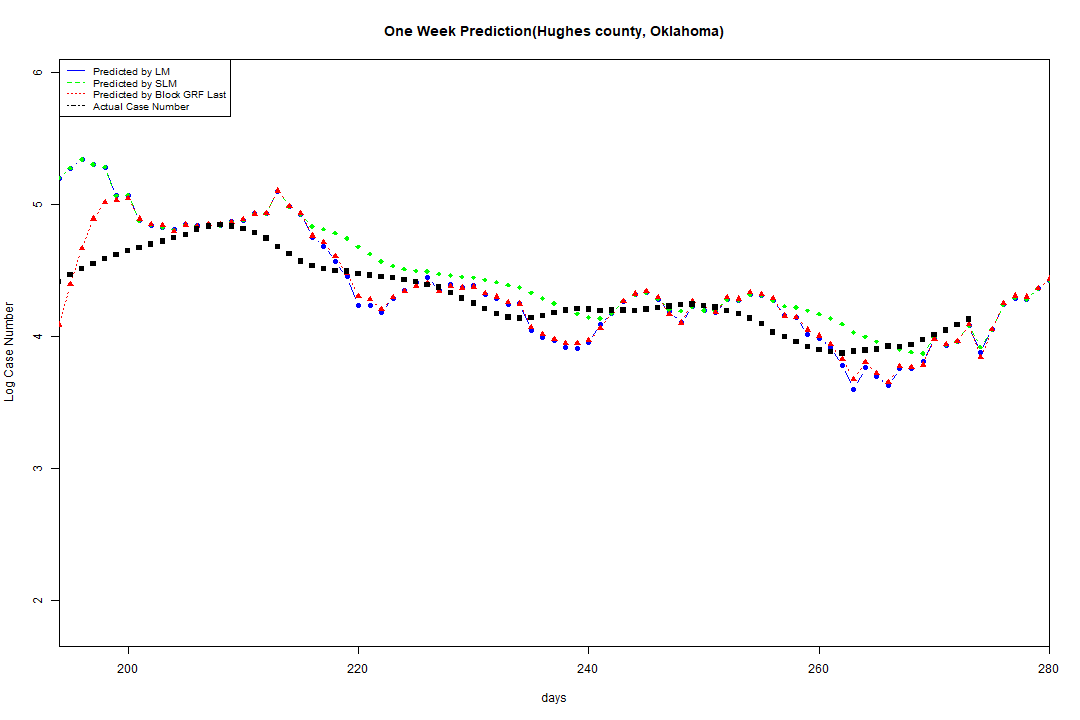 One Week Prediction(Hughes county, Oklahoma)
Predicted by LM
Predicted by SLM
Predicted by Block GRF Last
Actual Case Number
6
5
4
3
2
Log Case Number
200 220 240 260 280
days